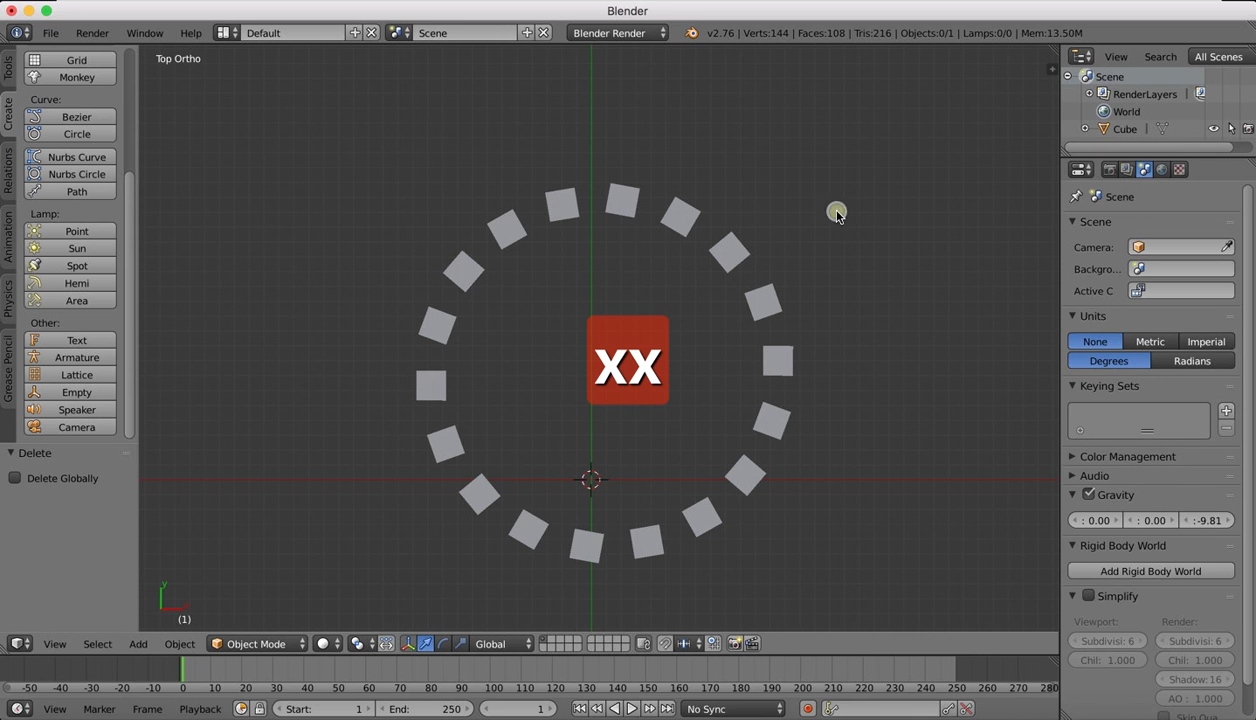 Blender
File Render Window Help Default Scene Blender Render v2.76 | Verts:144 | Faces:108 | Tris:216 | Objects:0/1 | Lamps:0/0 | Mem:13.50M
Tools
Create
Relations
Animation
Physics
Grease Pencil
Grid
Monkey
Curve:
Bezier
Circle
Nurbs Curve
Nurbs Circle
Path
Lamp:
Point
Sun
Spot
Hemi
Area
Other:
Text
Armature
Lattice
Empty
Speaker
Camera
Delete
Delete Globally
Top Ortho
XX
y
(1)
View Select Add Object Object Mode Global
View Search All Scenes
Scene
RenderLayers |
World
Cube |
Scene
Scene
Camera:
Backgro...
Active C
Units
None Metric Imperial
Degrees Radians
Keying Sets
Color Management
Audio
Gravity
: 0.00 : 0.00 :-9.81
Rigid Body World
Add Rigid Body World
Simplify
Viewport: Render:
Subdivisi: 6 Subdivisi: 6
Chil: 1.000 Chil: 1.000
Shadow: 16
AO : 1.000
-50 -40 -30 -20 -10 0 10 20 30 40 50 60 70 80 90 100 110 120 130 140 150 160 170 180 190 200 210 220 230 240 250 260 270 280
View Marker Frame Playback Start: 1 End: 250 1 No Sync